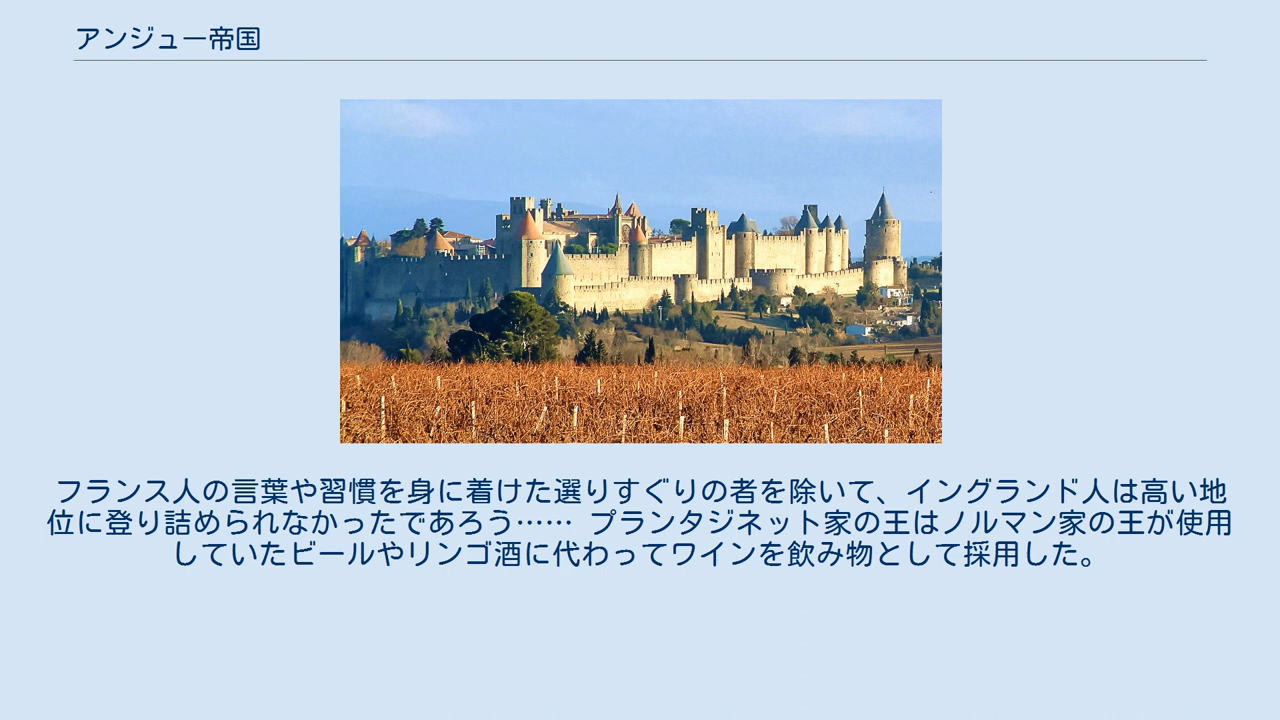 アンジュー帝国
フランス人の言葉や習慣を身に着けた選りすぐりの者を除いて、イングランド人は高い地
位に登り詰められなかったであろう…… プランタジネット家の王はノルマン家の王が使用
していたビールやリンゴ酒に代わってワインを飲み物として採用した。